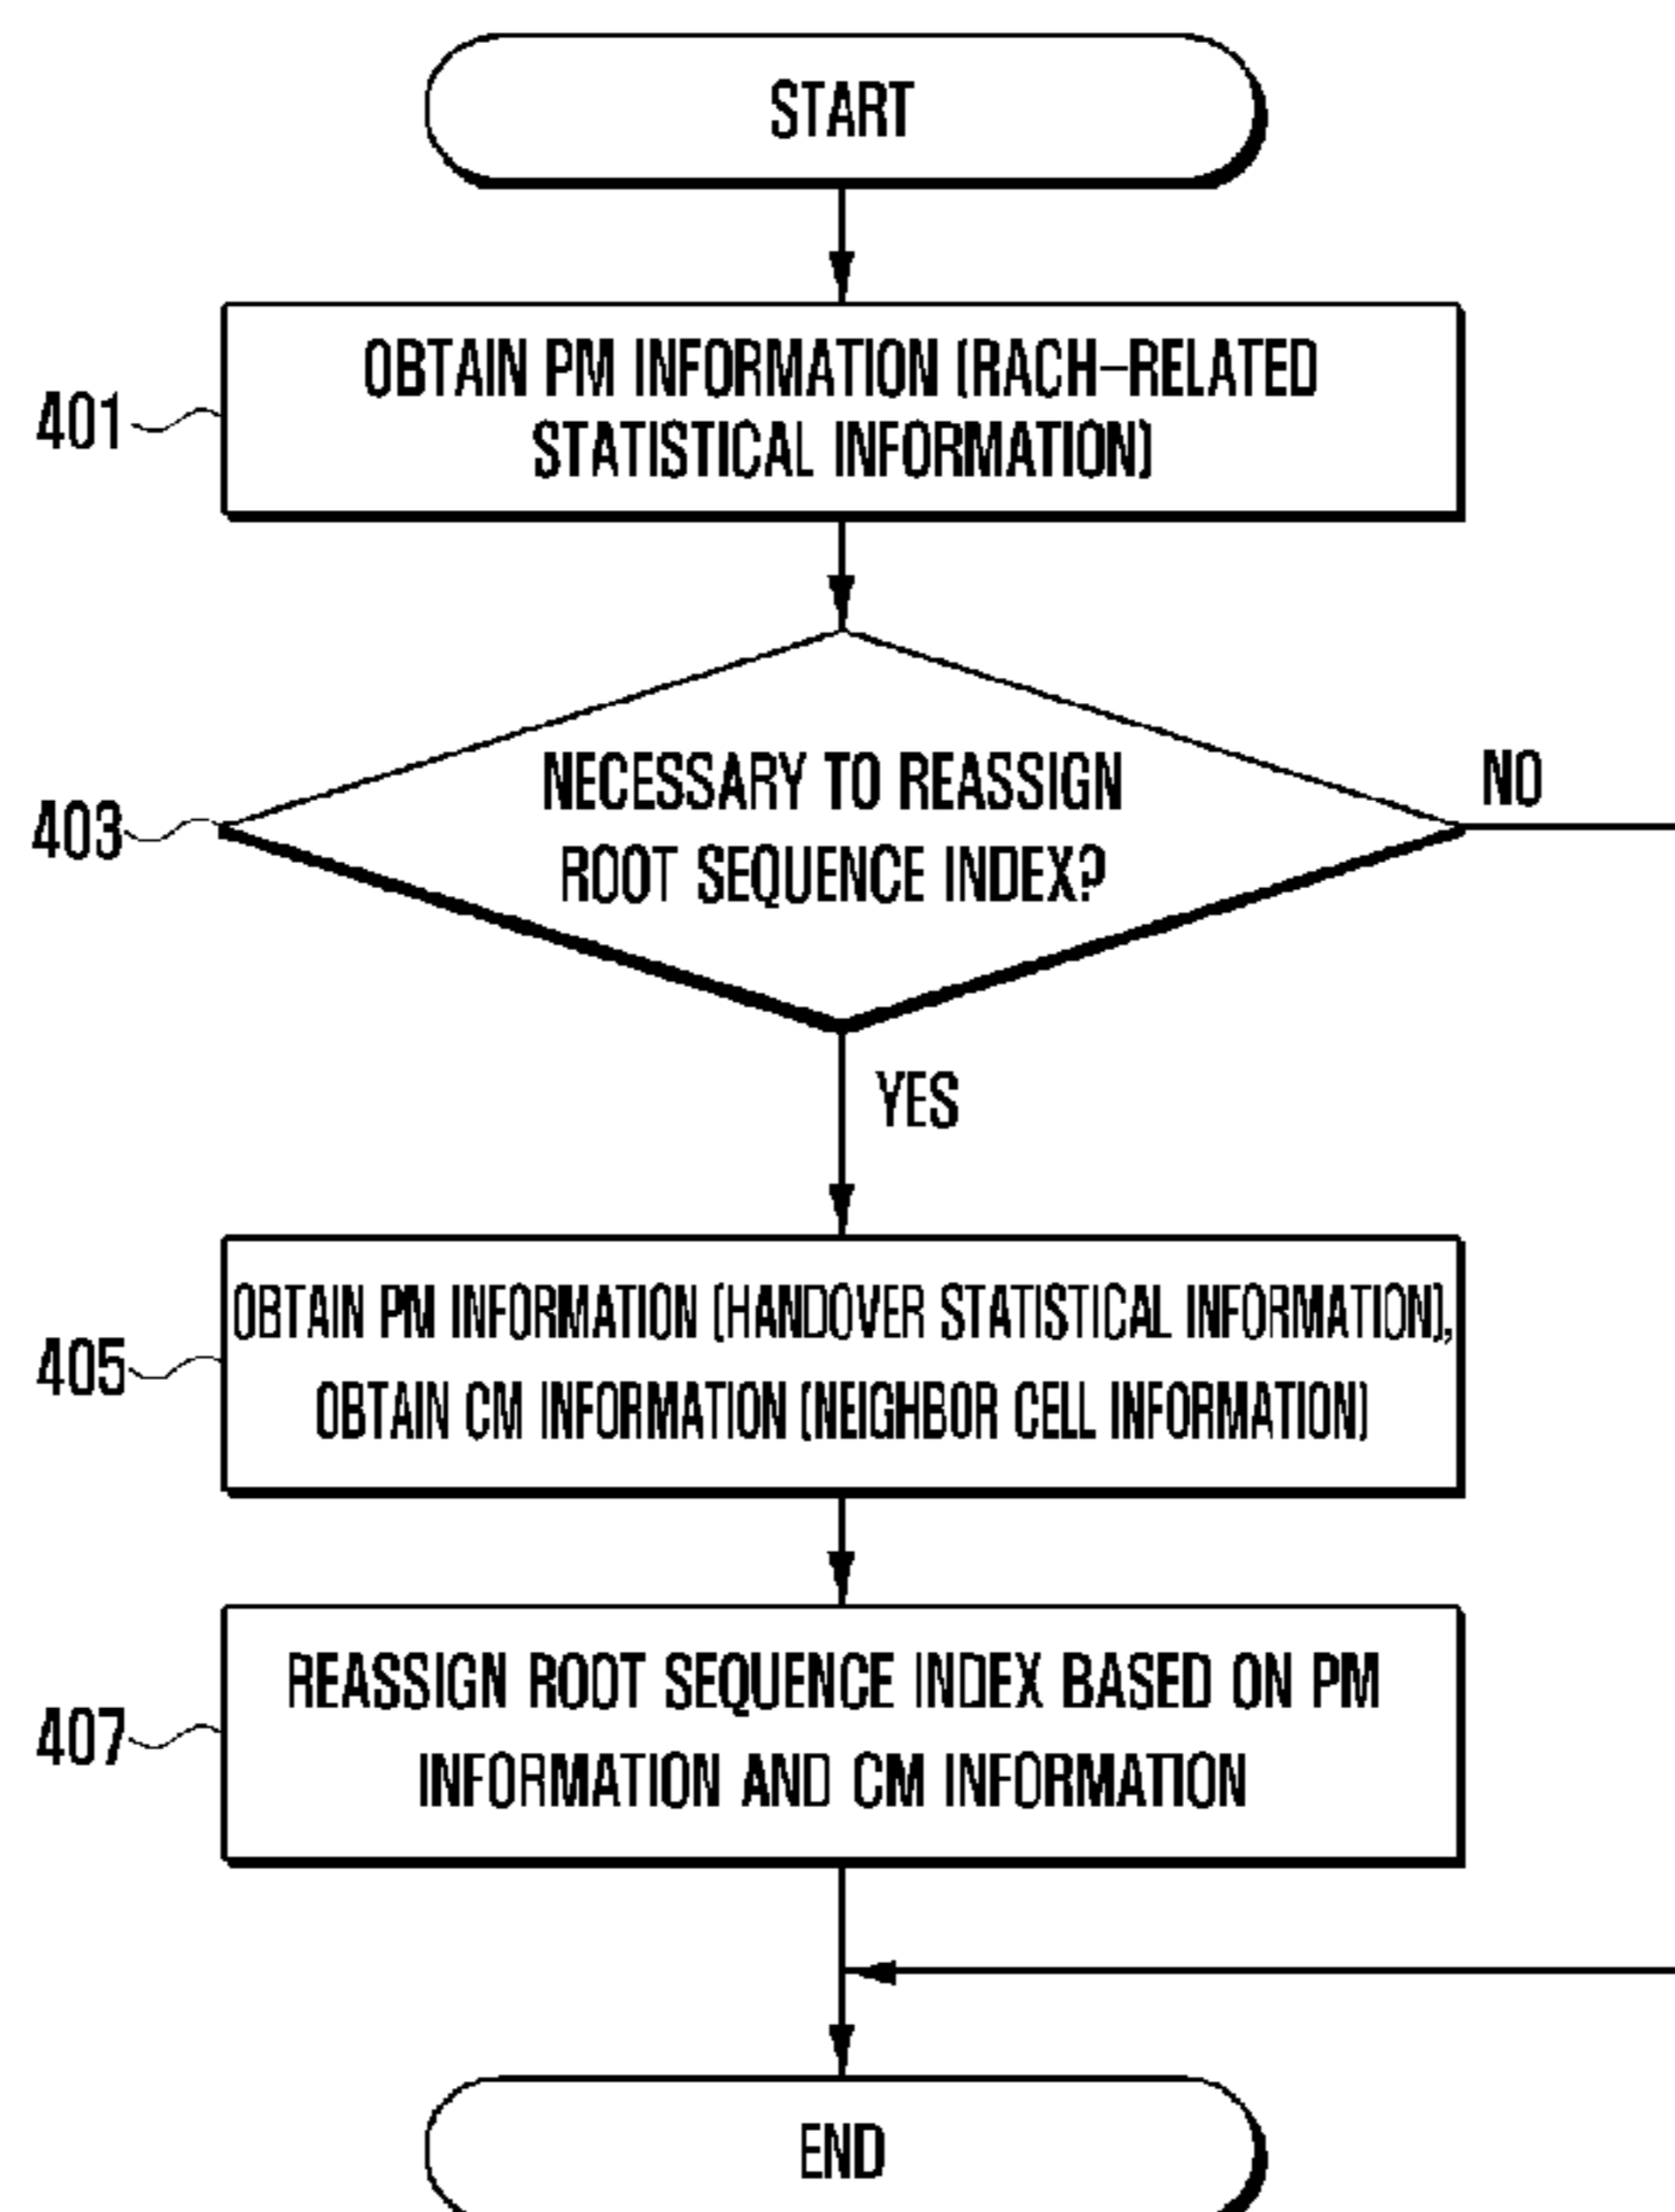 START
401
OBTAIN PM INFORMATION (RACH-RELATED
STATISTICAL INFORMATION)
403
NECESSARY TO REASSIGN
ROOT SEQUENCE INDEX?
NO
YES
405
OBTAIN PM INFORMATION (HANDOVER STATISTICAL INFORMATION),
OBTAIN CM INFORMATION (NEIGHBOR CELL INFORMATION)
407
REASSIGN ROOT SEQUENCE INDEX BASED ON PM
INFORMATION AND CM INFORMATION
END